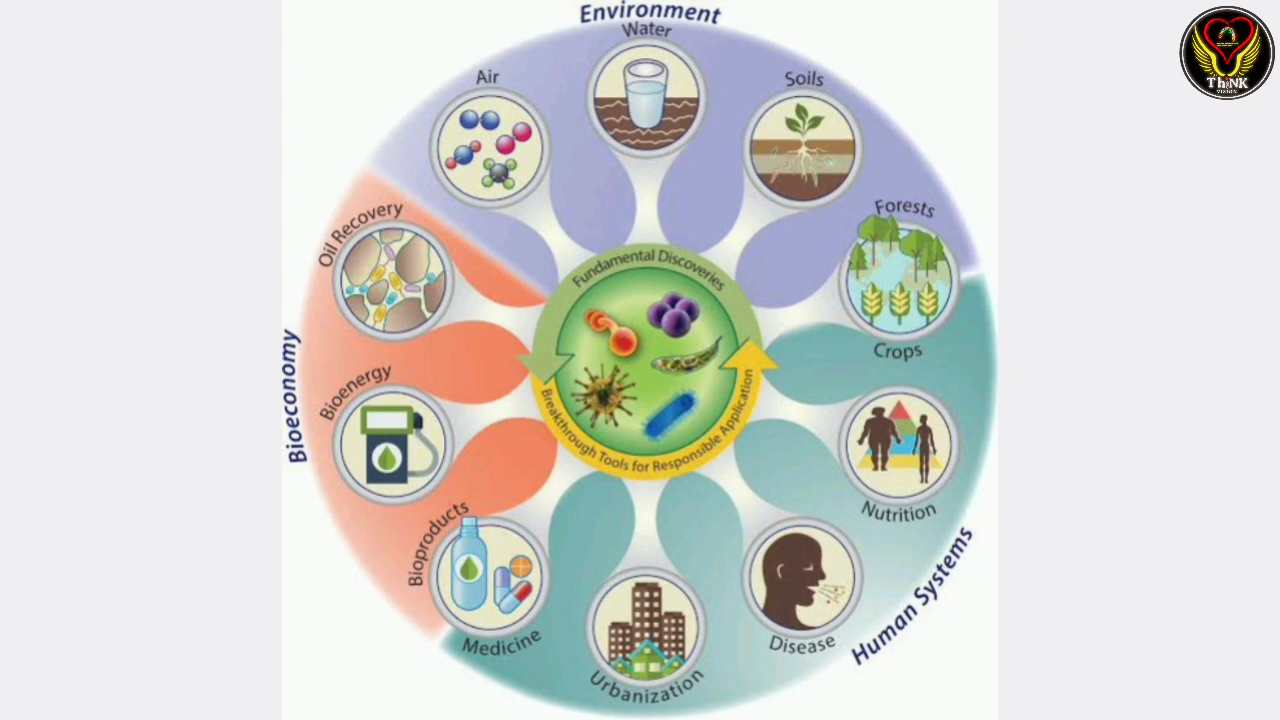 Environment
Water
Air
Soils
Forests
Oil Recovery
Fundamental Discoveries
Crops
Bioeconomy
Bioenergy
Breakthrough Tools for Responsible Application
Nutrition
Bioproducts
Human Systems
Medicine
Disease
Urbanization
ThiNK